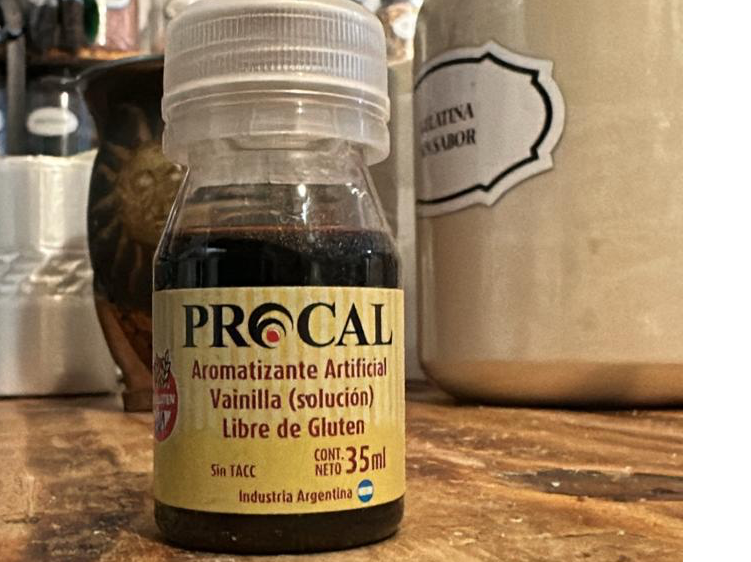 PROCAL
Aromatizante Artificial
Vainilla (solución)
Libre de Gluten
Sin TACC
CONT. NETO 35ml
Industria Argentina